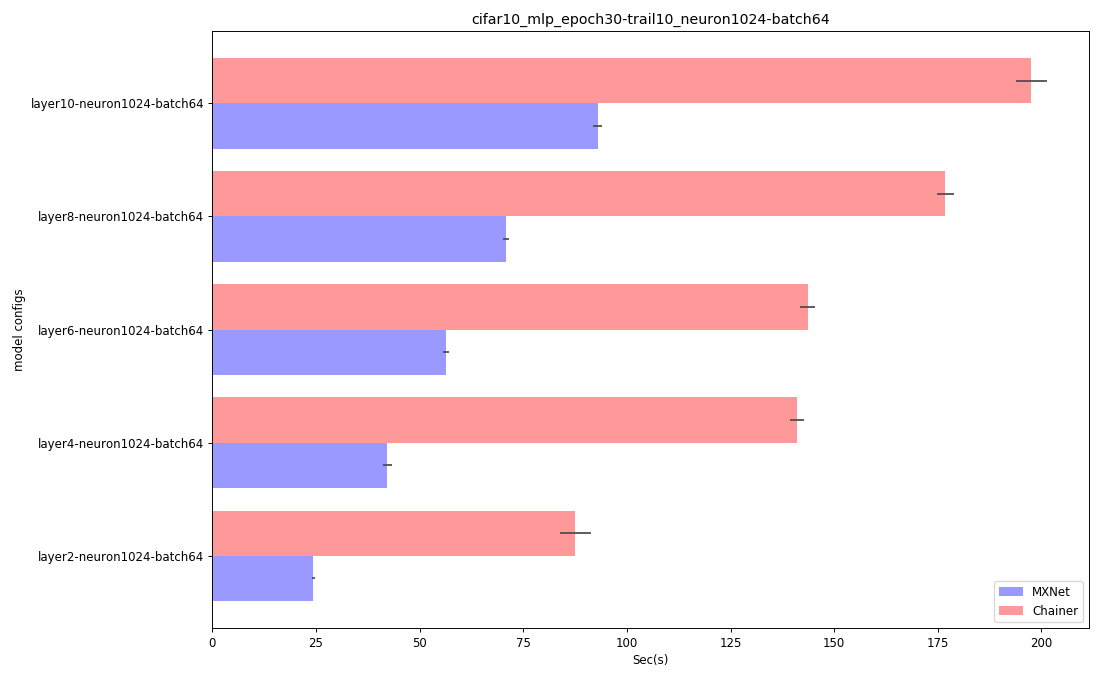 cifar10_mlp_epoch30-trail10_neuron1024-batch64
model configs
layer10-neuron1024-batch64
layer8-neuron1024-batch64
layer6-neuron1024-batch64
layer4-neuron1024-batch64
layer2-neuron1024-batch64
MXNet
Chainer
0 25 50 75 100 125 150 175 200
Sec(s)